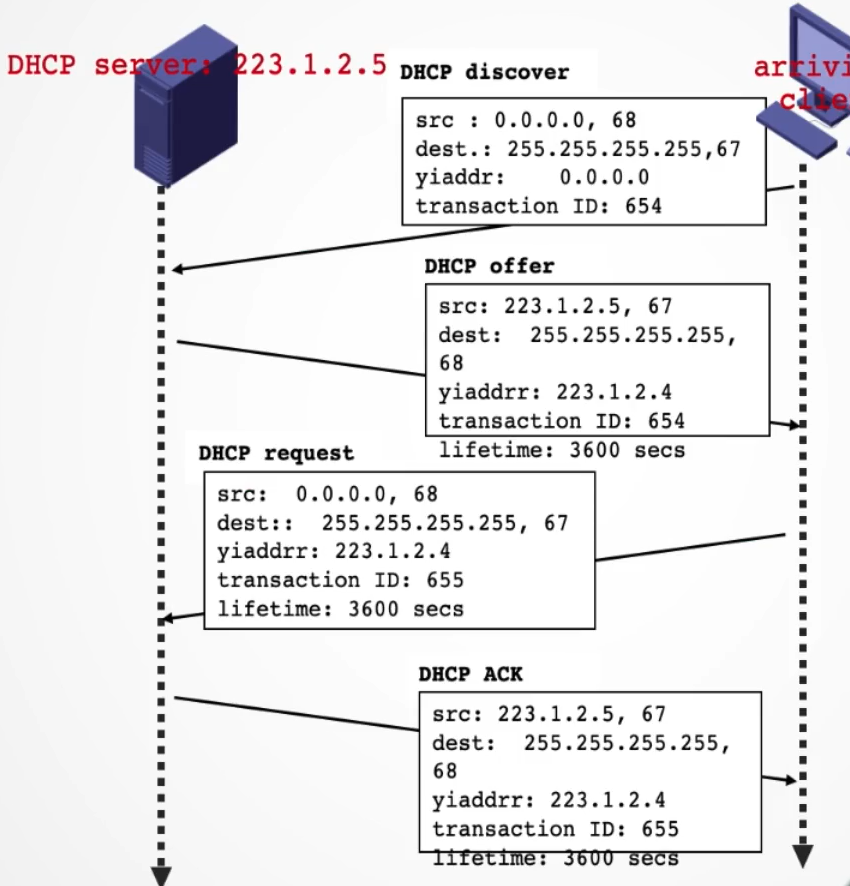 DHCP server: 223.1.2.5
DHCP discover
src : 0.0.0.0, 68
dest.: 255.255.255.255,67
yiaddr: 0.0.0.0
transaction ID: 654
DHCP offer
src: 223.1.2.5, 67
dest: 255.255.255.255,
68
yiaddrr: 223.1.2.4
transaction ID: 654
lifetime: 3600 secs
DHCP request
src: 0.0.0.0, 68
dest:: 255.255.255.255, 67
yiaddrr: 223.1.2.4
transaction ID: 655
lifetime: 3600 secs
DHCP ACK
src: 223.1.2.5, 67
dest: 255.255.255.255,
68
yiaddrr: 223.1.2.4
transaction ID: 655
lifetime: 3600 secs